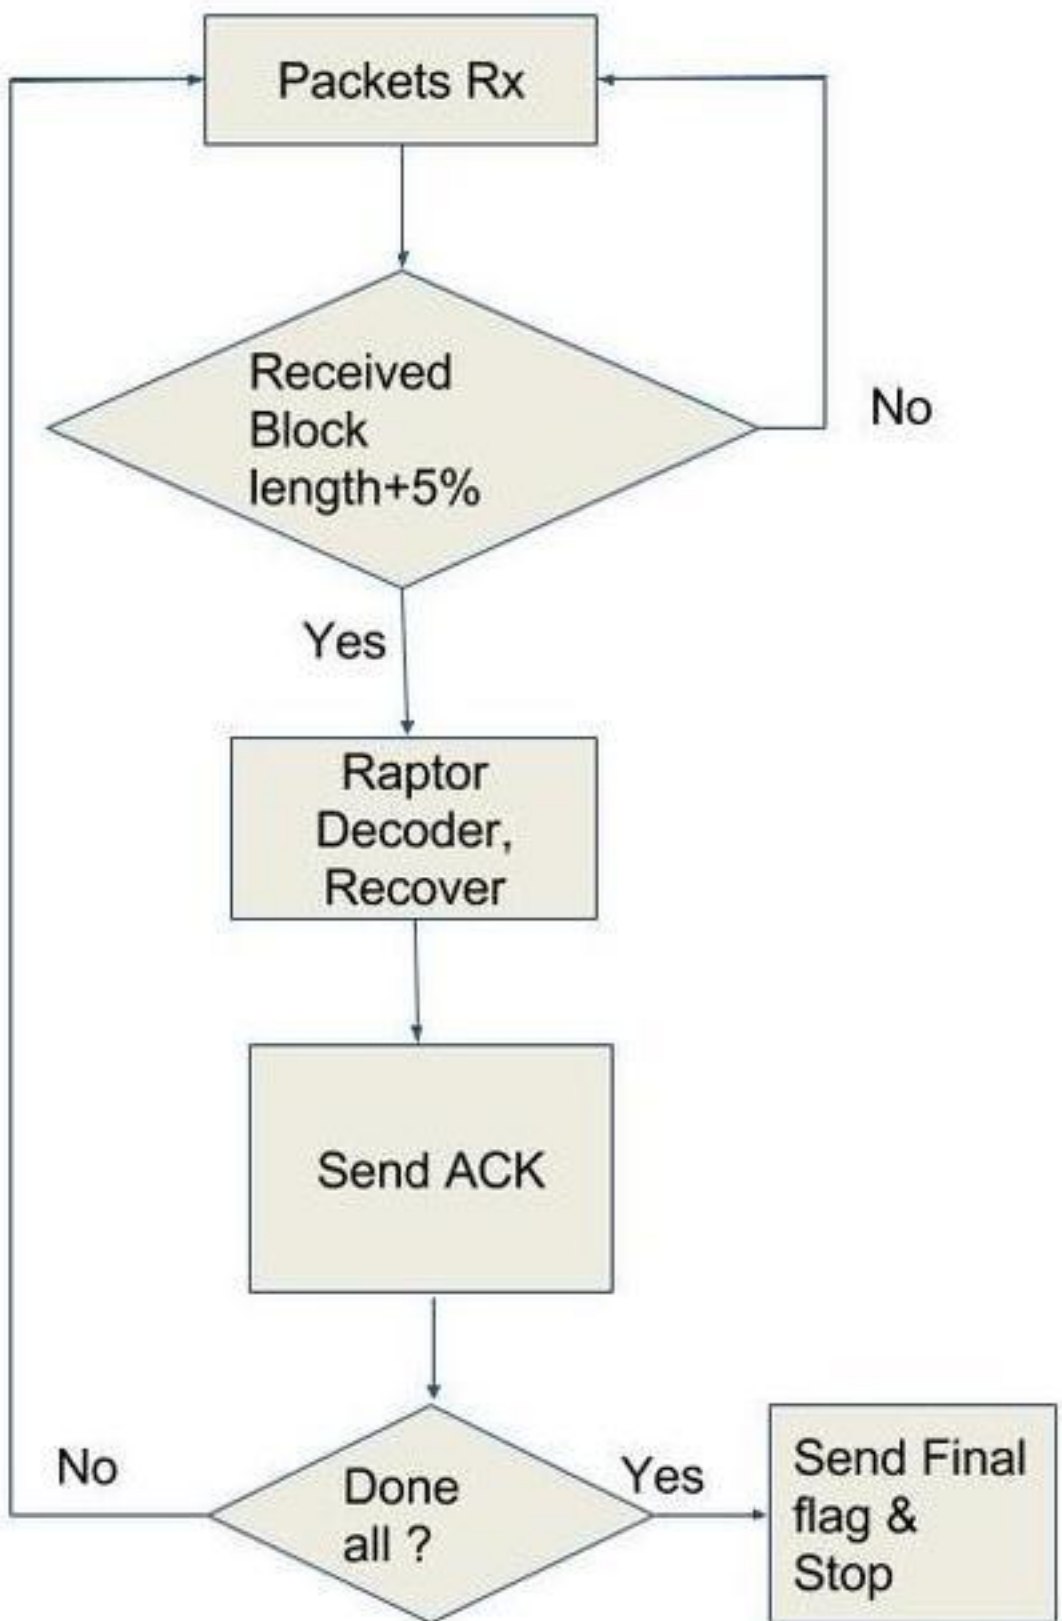 Packets Rx
Received
Block
length+5%
No
Yes
Raptor
Decoder,
Recover
Send ACK
No
Done
all ?
Yes
Send Final
flag &
Stop